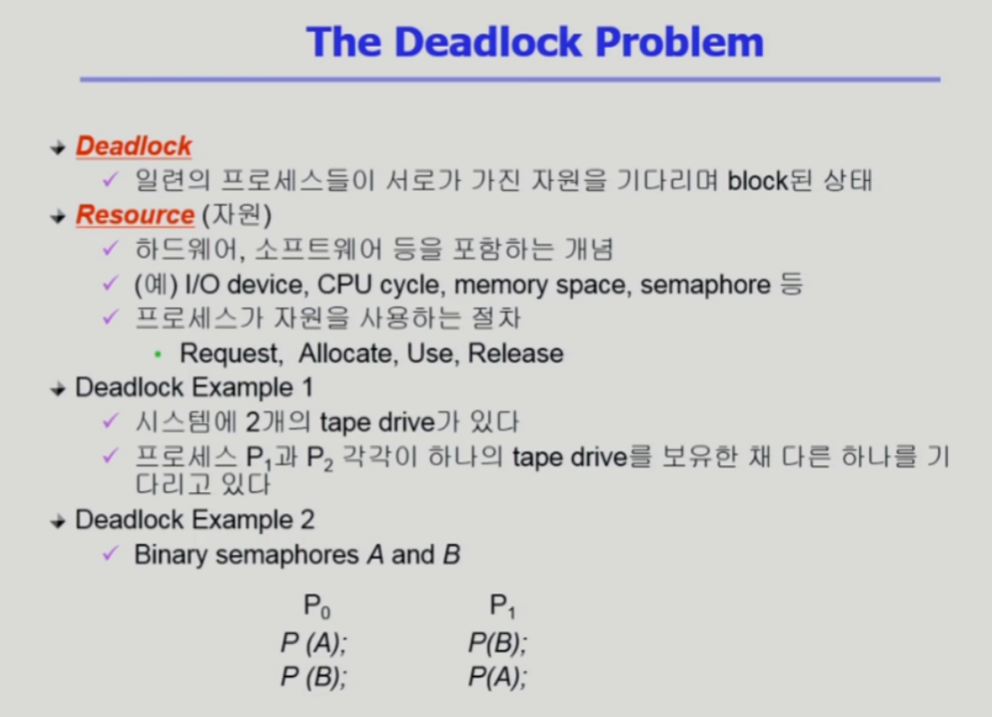 The Deadlock Problem
Deadlock
일련의 프로세스들이 서로가 가진 자원을 기다리며 block된 상태
Resource (자원)
하드웨어, 소프트웨어 등을 포함하는 개념
(예) I/O device, CPU cycle, memory space, semaphore 등
프로세스가 자원을 사용하는 절차
Request, Allocate, Use, Release
Deadlock Example 1
시스템에 2개의 tape drive가 있다
프로세스 P₁과 P₂ 각각이 하나의 tape drive를 보유한 채 다른 하나를 기
다리고 있다
Deadlock Example 2
Binary semaphores A and B
P₀ P₁
P (A); P(B);
P (B); P(A);